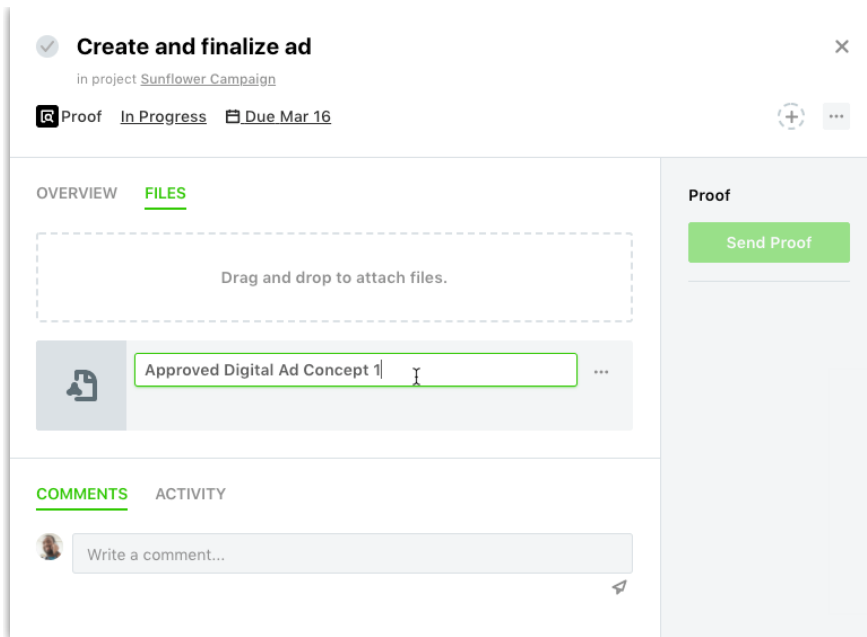 Create and finalize ad
in project Sunflower Campaign
Proof In Progress Due Mar 16
OVERVIEW FILES
Drag and drop to attach files.
Approved Digital Ad Concept 1
COMMENTS ACTIVITY
Write a comment...
Proof
Send Proof